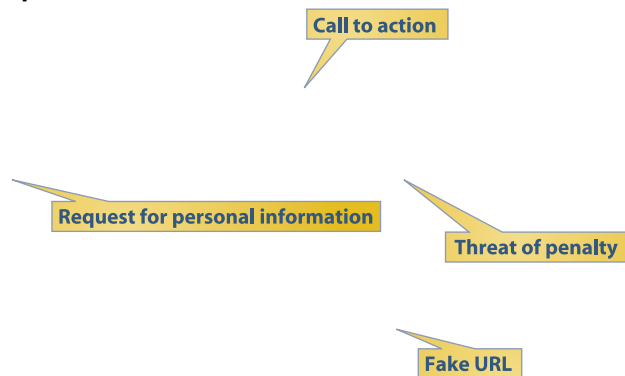 Call to action
Request for personal information
Threat of penalty
Fake URL